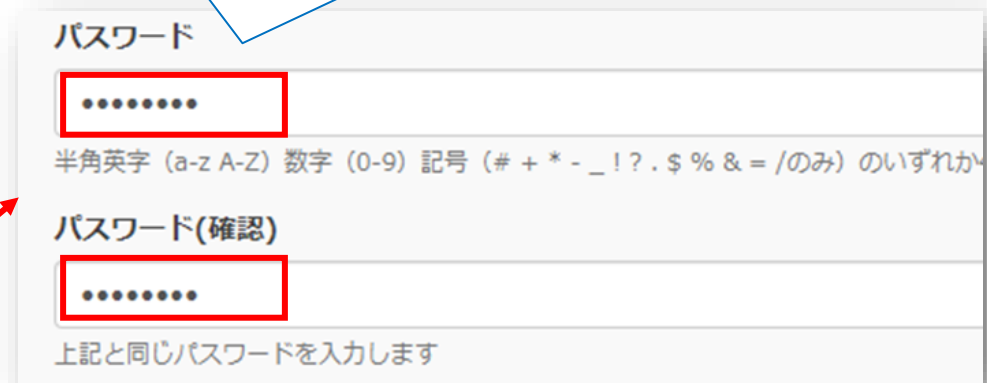 パスワード
••••••••
半角英字（a-z A-Z）数字（0-9）記号（# + * - _ ! ? . $ % & = /のみ）のいずれか
パスワード(確認)
••••••••
上記と同じパスワードを入力します